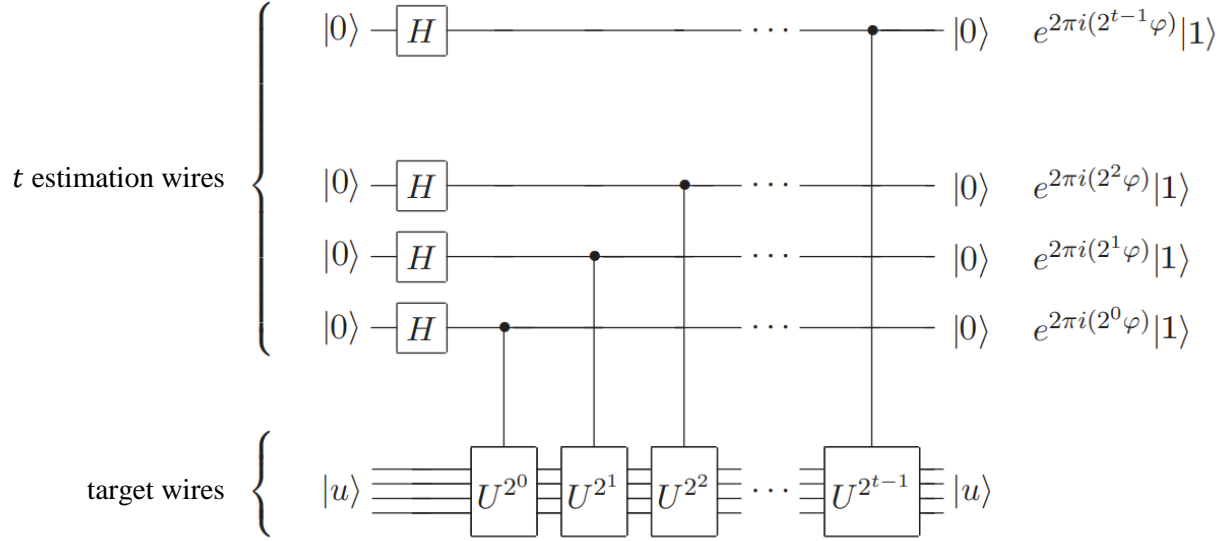 |0⟩ H ··· |0⟩ e^{2πi(2^{t−1}φ)}|1⟩
t estimation wires
|0⟩ H ··· |0⟩ e^{2πi(2^2φ)}|1⟩
|0⟩ H |0⟩ e^{2πi(2^1φ)}|1⟩
|0⟩ H ··· |0⟩ e^{2πi(2^0φ)}|1⟩
target wires
|u⟩ U^{2^0} U^{2^1} U^{2^2} ··· U^{2^{t−1}} |u⟩